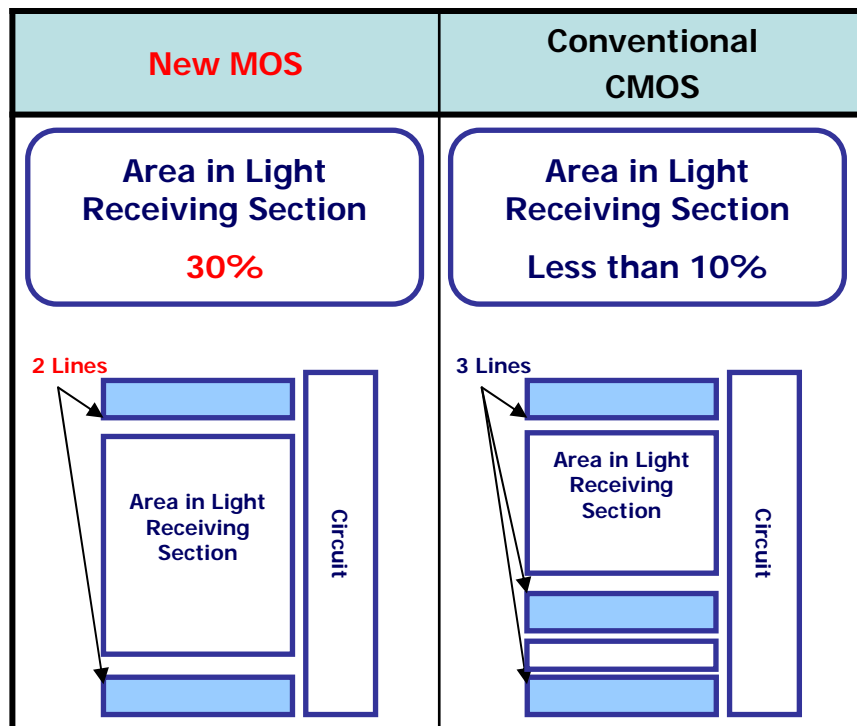 New MOS
Conventional
CMOS
Area in Light
Receiving Section
30%
Area in Light
Receiving Section
Less than 10%
2 Lines
Area in Light
Receiving
Section
Circuit
3 Lines
Area in Light
Receiving
Section
Circuit